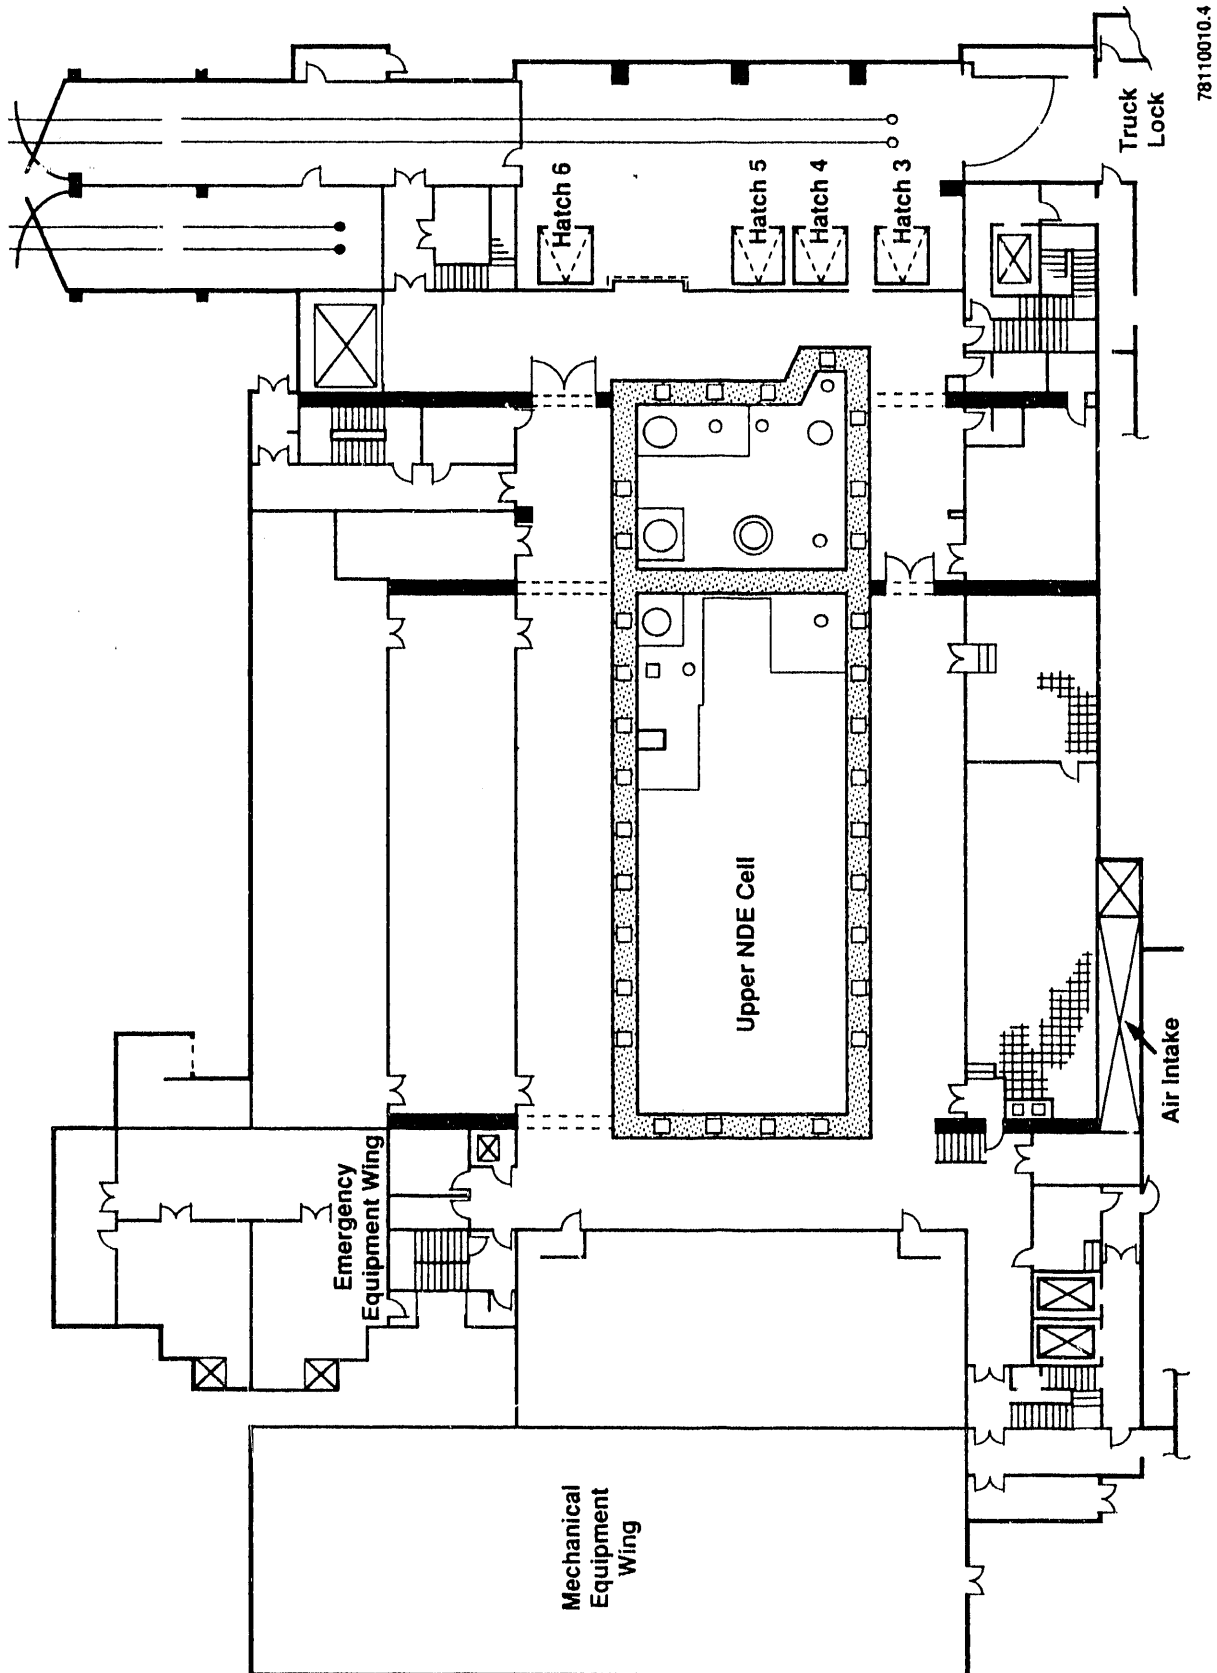 78110010.4
Truck
Lock
Hatch 6
Hatch 5
Hatch 4
Hatch 3
Upper NDE Cell
Air Intake
Emergency
Equipment Wing
Mechanical
Equipment
Wing